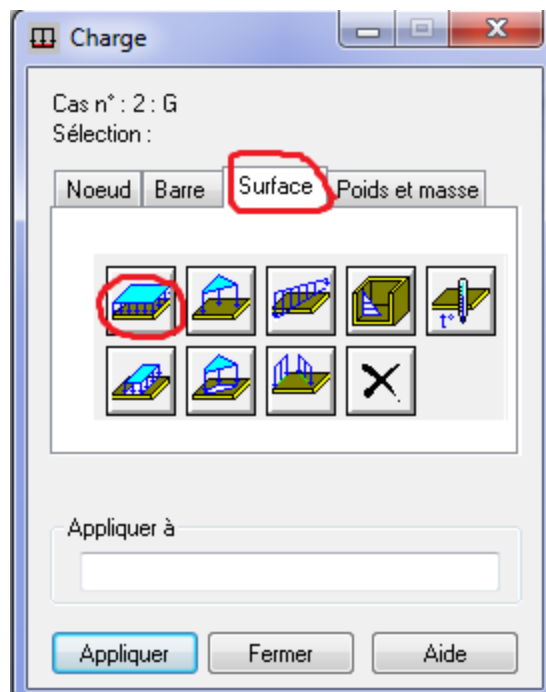 Charge
Cas n° : 2 : G
Sélection :
Noeud Barre Surface Poids et masse
t°
Appliquer à
Appliquer Fermer Aide